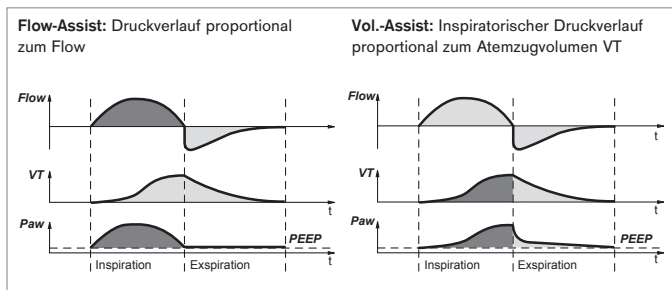 Flow-Assist: Druckverlauf proportional
zum Flow
Flow
t
VT
t
Paw
PEEP
t
Inspiration Exspiration
Vol.-Assist: Inspiratorischer Druckverlauf
proportional zum Atemzugvolumen VT
Flow
t
VT
t
Paw
PEEP
t
Inspiration Exspiration